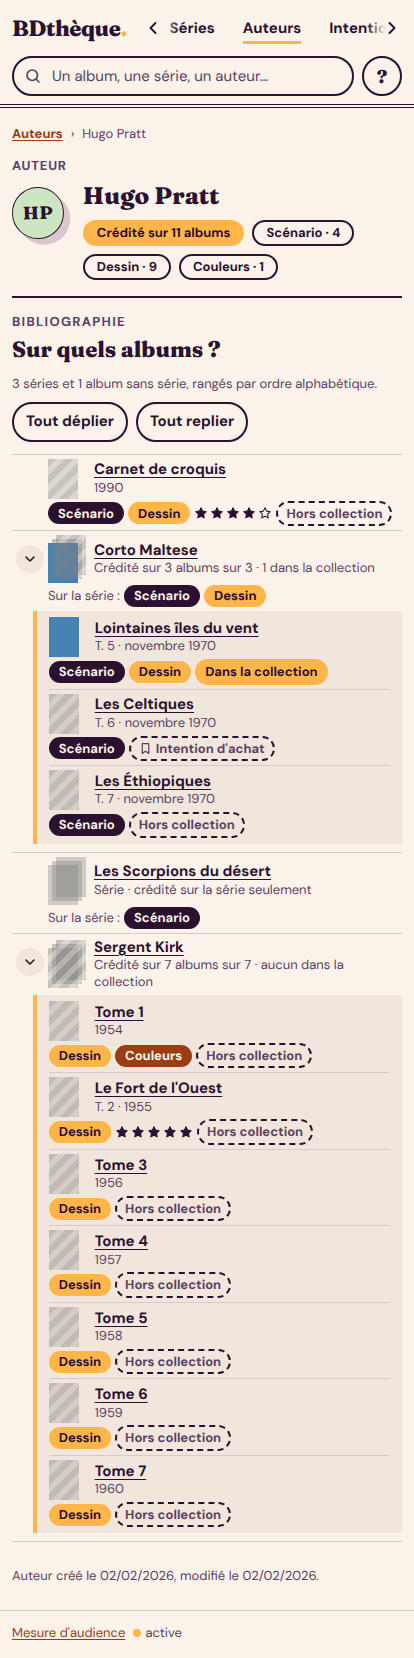 BDthèque.
Séries Auteurs Intentic
Un album, une série, un auteur...
?
Auteurs › Hugo Pratt
AUTEUR
HP
Hugo Pratt
Crédité sur 11 albums
Scénario · 4
Dessin · 9
Couleurs · 1
BIBLIOGRAPHIE
Sur quels albums ?
3 séries et 1 album sans série, rangés par ordre alphabétique.
Tout déplier
Tout replier
Carnet de croquis
1990
Scénario Dessin ★★★★☆ Hors collection
Corto Maltese
Crédité sur 3 albums sur 3 · 1 dans la collection
Sur la série : Scénario Dessin
Lointaines îles du vent
T. 5 · novembre 1970
Scénario Dessin Dans la collection
Les Celtiques
T. 6 · novembre 1970
Scénario Intention d'achat
Les Éthiopiques
T. 7 · novembre 1970
Scénario Hors collection
Les Scorpions du désert
Série · crédité sur la série seulement
Sur la série : Scénario
Sergent Kirk
Crédité sur 7 albums sur 7 · aucun dans la
collection
Tome 1
1954
Dessin Couleurs Hors collection
Le Fort de l'Ouest
T. 2 · 1955
Dessin ★★★★★ Hors collection
Tome 3
1956
Dessin Hors collection
Tome 4
1957
Dessin Hors collection
Tome 5
1958
Dessin Hors collection
Tome 6
1959
Dessin Hors collection
Tome 7
1960
Dessin Hors collection
Auteur créé le 02/02/2026, modifié le 02/02/2026.
Mesure d'audience active